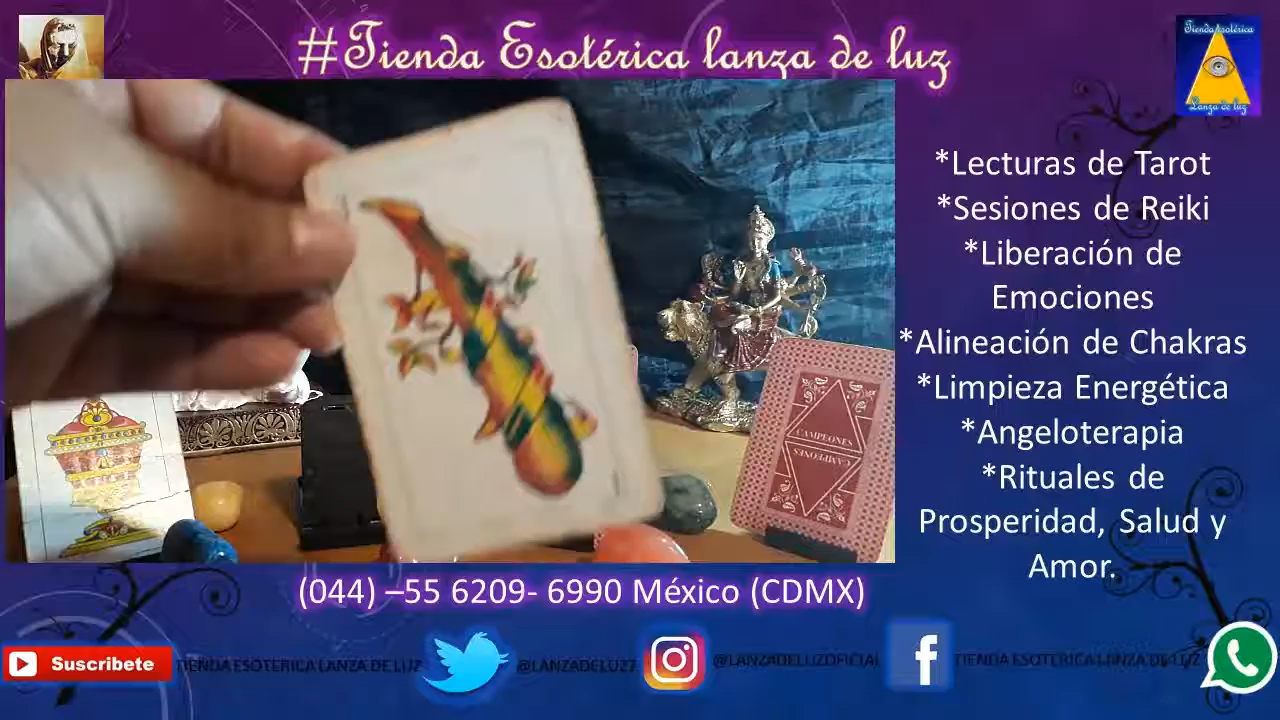 #Tienda Esotérica lanza de luz
Tienda Esotérica
Lanza de luz
*Lecturas de Tarot
*Sesiones de Reiki
*Liberación de
Emociones
*Alineación de Chakras
*Limpieza Energética
*Angeloterapia
*Rituales de
Prosperidad, Salud y
Amor.
1
CAMPEONES
CAMPEONES
(044) –55 6209- 6990 México (CDMX)
Suscribete
TIENDA ESOTERICA LANZA DE LUZ
@LANZADELUZ7
@LANZADELUZOFICIAL
TIENDA ESOTERICA LANZA DE LUZ